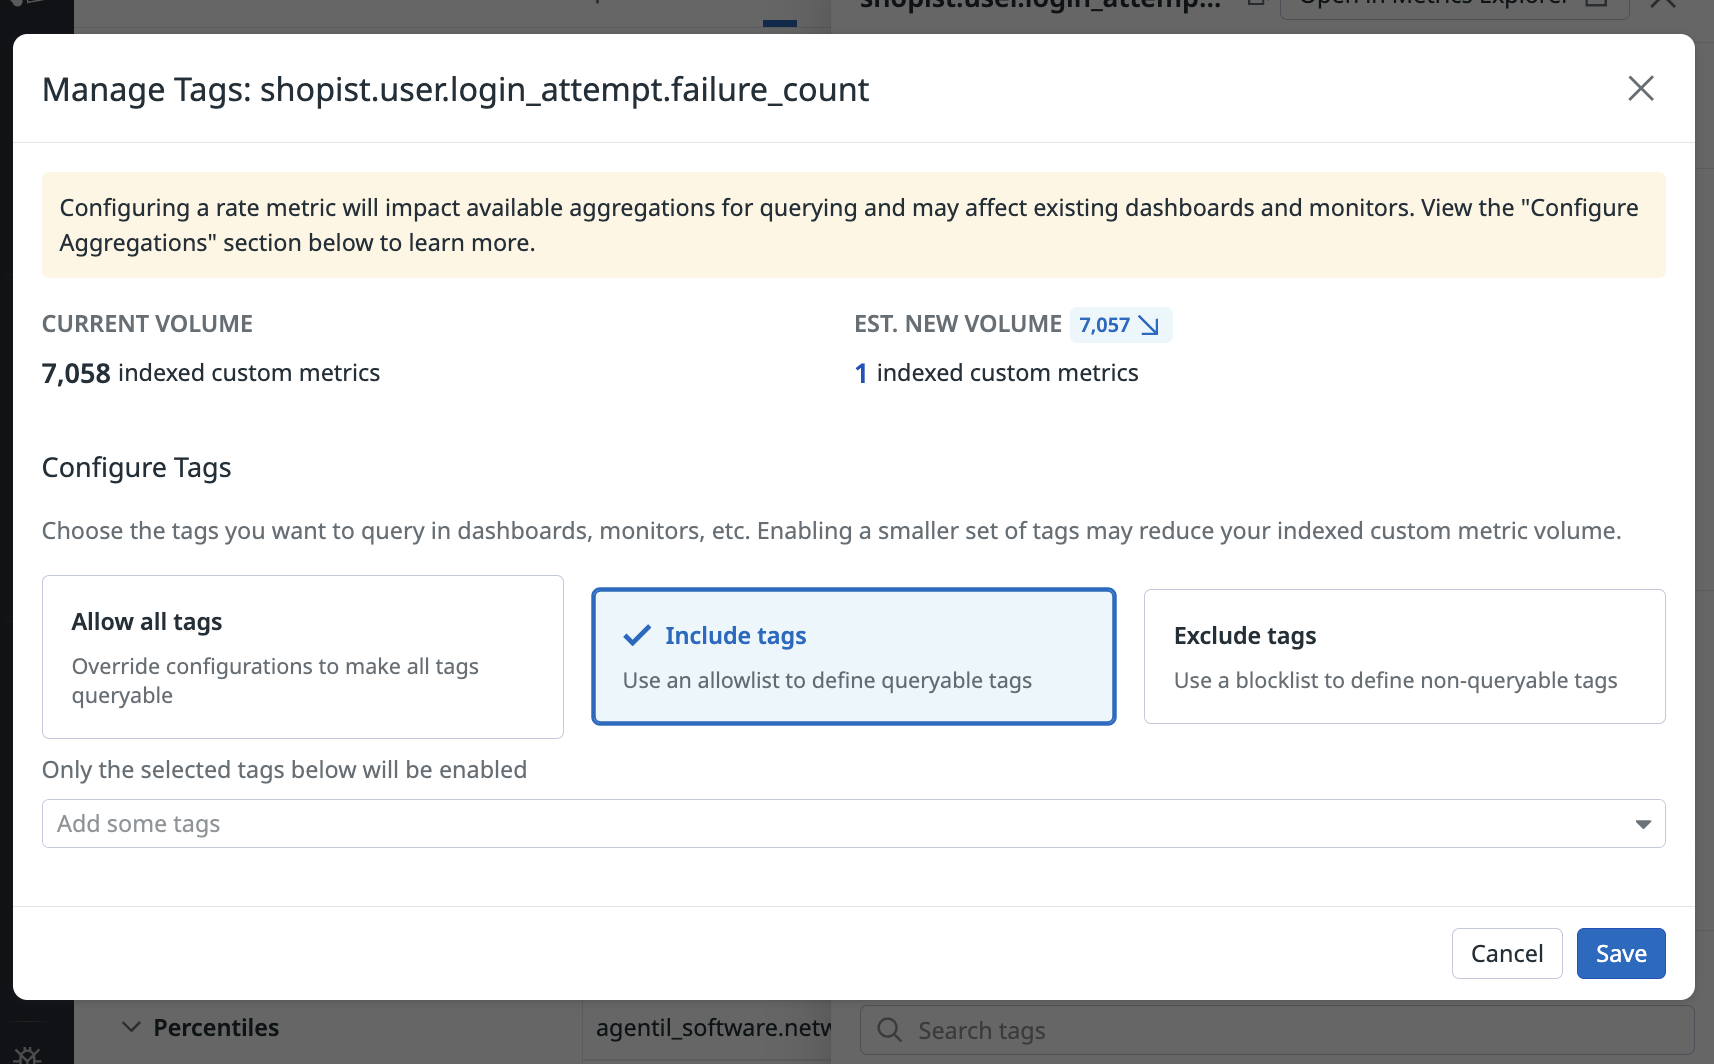 shopist.user.login_attemp...
Open in Metrics Explorer
Manage Tags: shopist.user.login_attempt.failure_count
Configuring a rate metric will impact available aggregations for querying and may affect existing dashboards and monitors. View the "Configure
Aggregations" section below to learn more.
CURRENT VOLUME
7,058 indexed custom metrics
EST. NEW VOLUME 7,057
1 indexed custom metrics
Configure Tags
Choose the tags you want to query in dashboards, monitors, etc. Enabling a smaller set of tags may reduce your indexed custom metric volume.
Allow all tags
Override configurations to make all tags
queryable
Include tags
Use an allowlist to define queryable tags
Exclude tags
Use a blocklist to define non-queryable tags
Only the selected tags below will be enabled
Add some tags
Cancel
Save
Percentiles
agentil_software.netw
Search tags